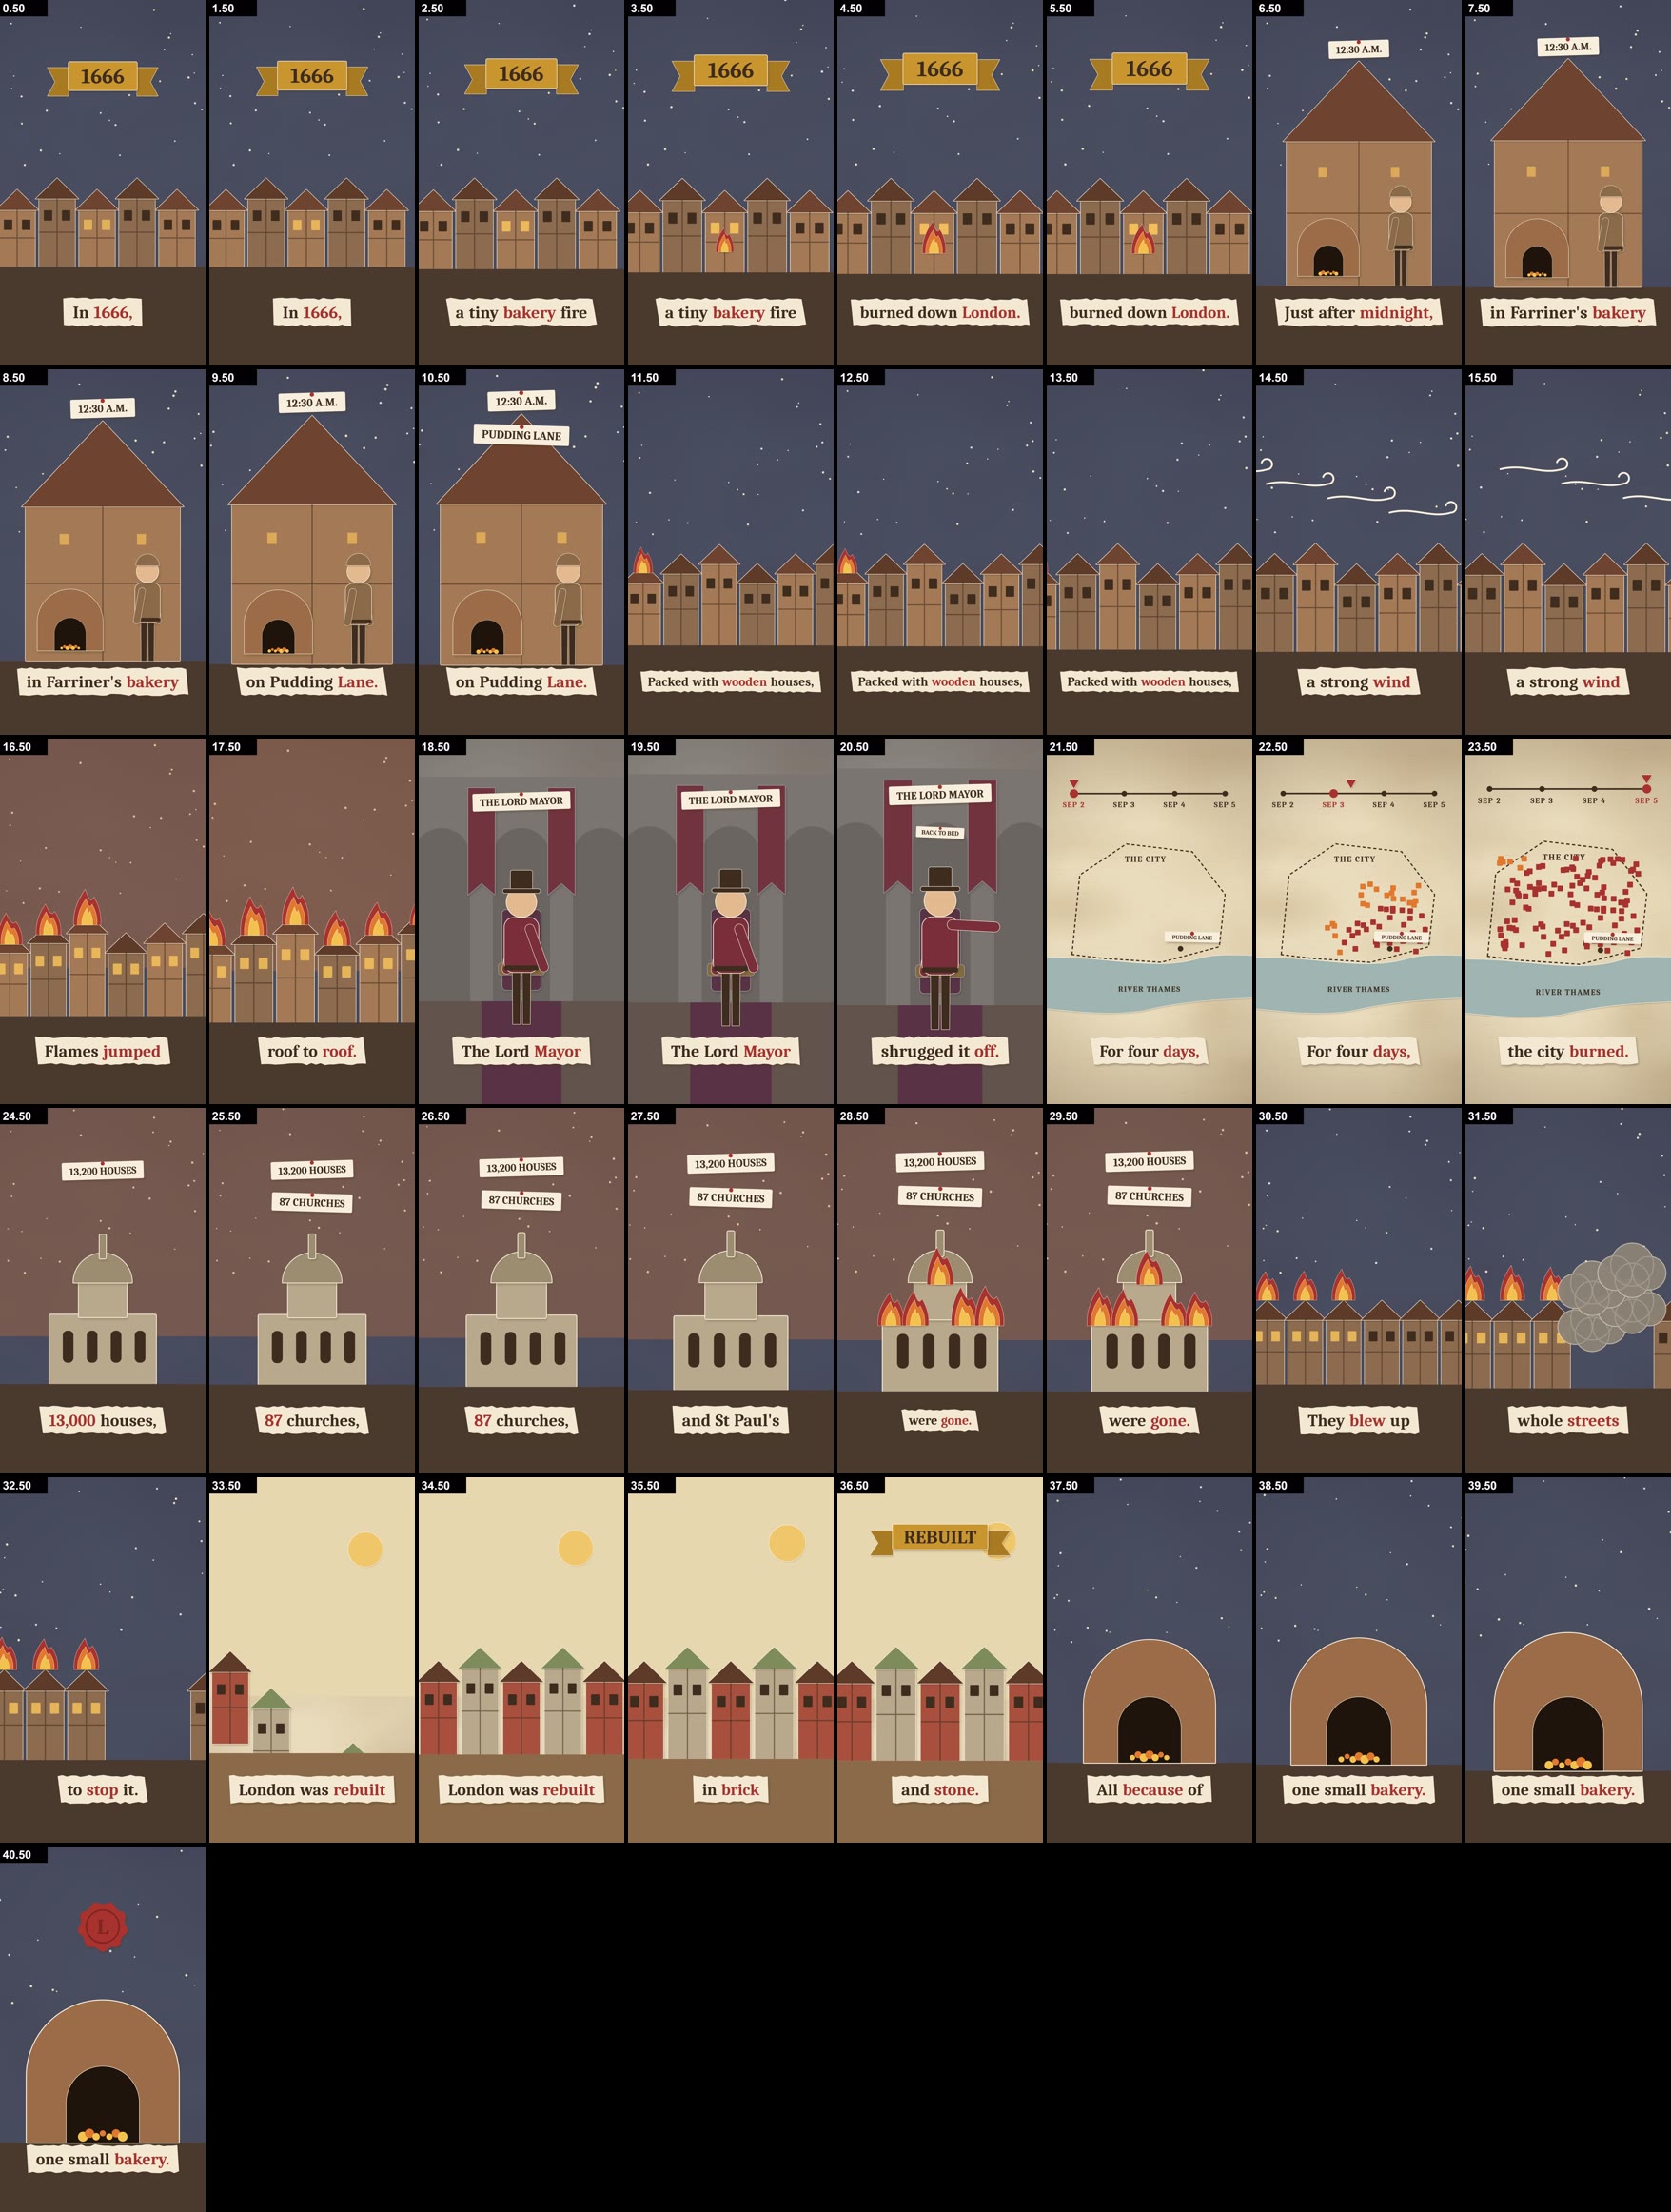 0.50
1666
In 1666,
1.50
1666
In 1666,
2.50
1666
a tiny bakery fire
3.50
1666
a tiny bakery fire
4.50
1666
burned down London.
5.50
1666
burned down London.
6.50
12:30 A.M.
Just after midnight,
7.50
12:30 A.M.
in Farriner's bakery
8.50
12:30 A.M.
in Farriner's bakery
9.50
12:30 A.M.
on Pudding Lane.
10.50
12:30 A.M.
PUDDING LANE
on Pudding Lane.
11.50
Packed with wooden houses,
12.50
Packed with wooden houses,
13.50
Packed with wooden houses,
14.50
a strong wind
15.50
a strong wind
16.50
Flames jumped
17.50
roof to roof.
18.50
THE LORD MAYOR
The Lord Mayor
19.50
THE LORD MAYOR
The Lord Mayor
20.50
THE LORD MAYOR
BACK TO BED
shrugged it off.
21.50
SEP 2 SEP 3 SEP 4 SEP 5
THE CITY
PUDDING LANE
RIVER THAMES
For four days,
22.50
SEP 2 SEP 3 SEP 4 SEP 5
THE CITY
PUDDING LANE
RIVER THAMES
For four days,
23.50
SEP 2 SEP 3 SEP 4 SEP 5
THE CITY
PUDDING LANE
RIVER THAMES
the city burned.
24.50
13,200 HOUSES
13,000 houses,
25.50
13,200 HOUSES
87 CHURCHES
87 churches,
26.50
13,200 HOUSES
87 CHURCHES
87 churches,
27.50
13,200 HOUSES
87 CHURCHES
and St Paul's
28.50
13,200 HOUSES
87 CHURCHES
were gone.
29.50
13,200 HOUSES
87 CHURCHES
were gone.
30.50
They blew up
31.50
whole streets
32.50
to stop it.
33.50
London was rebuilt
34.50
London was rebuilt
35.50
in brick
36.50
REBUILT
and stone.
37.50
All because of
38.50
one small bakery.
39.50
one small bakery.
40.50
L
one small bakery.